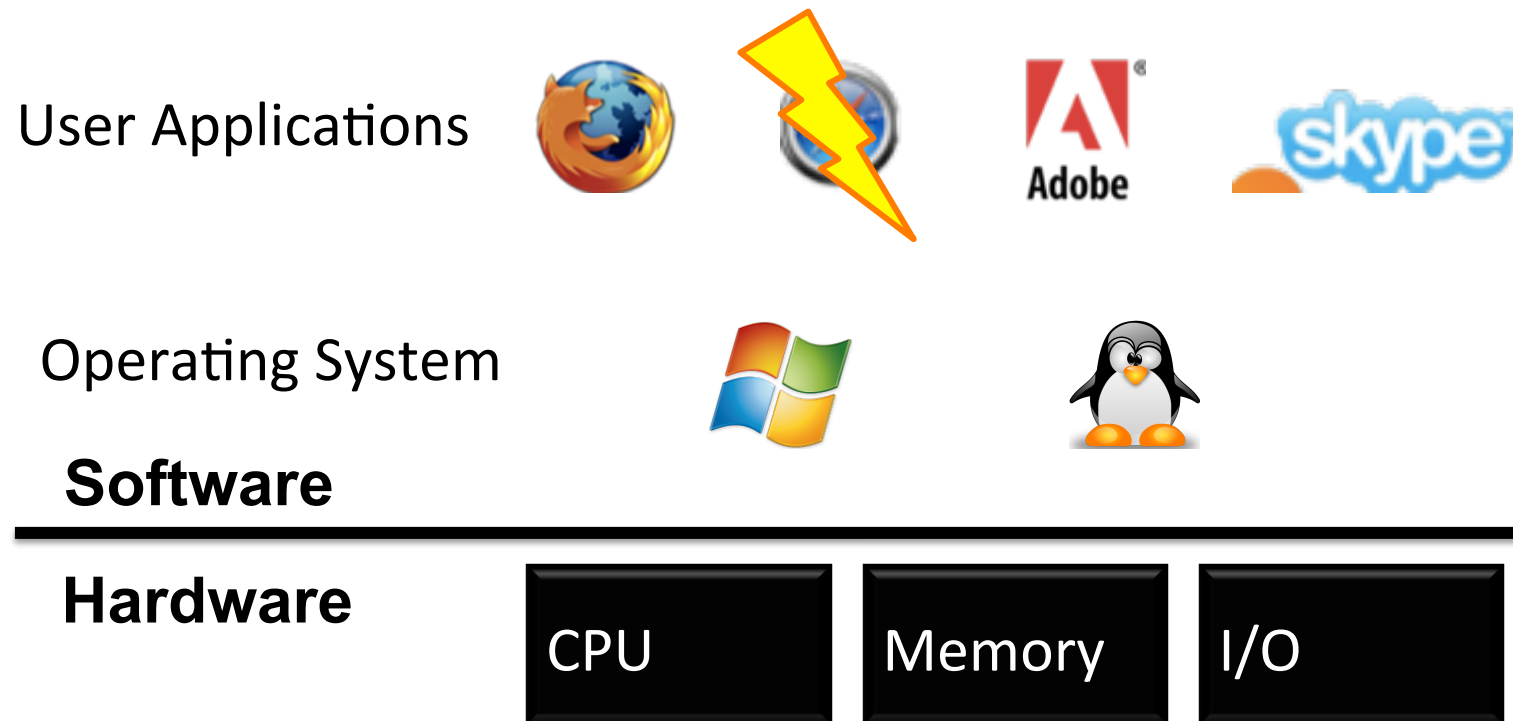 User Applications
Adobe
®
skype
Operating System
Software
Hardware
CPU
Memory
I/O